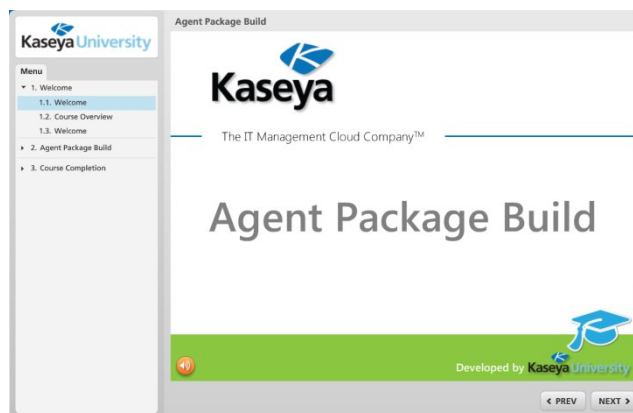 Kaseya University
Menu
1. Welcome
1.1. Welcome
1.2. Course Overview
1.3. Welcome
2. Agent Package Build
3. Course Completion
Agent Package Build
Kaseya
The IT Management Cloud Company™
Agent Package Build
Developed by Kaseya University
PREV NEXT